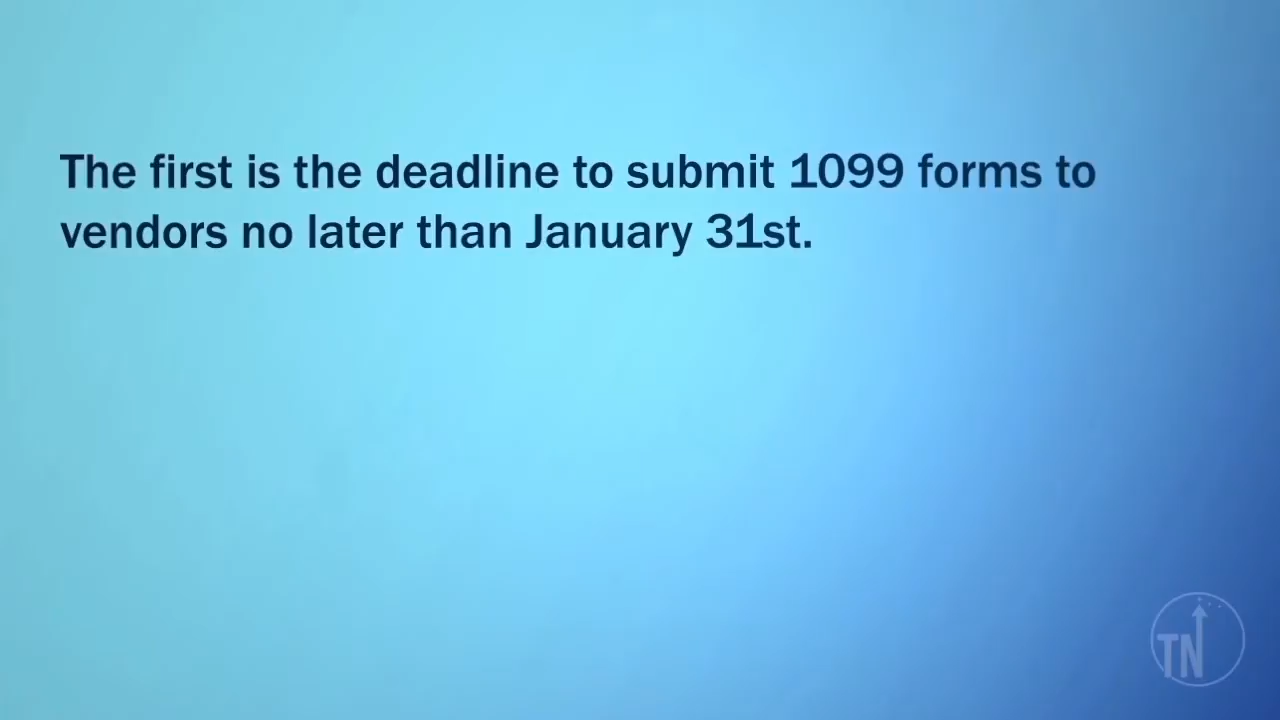 The first is the deadline to submit 1099 forms to
vendors no later than January 31st.
TN